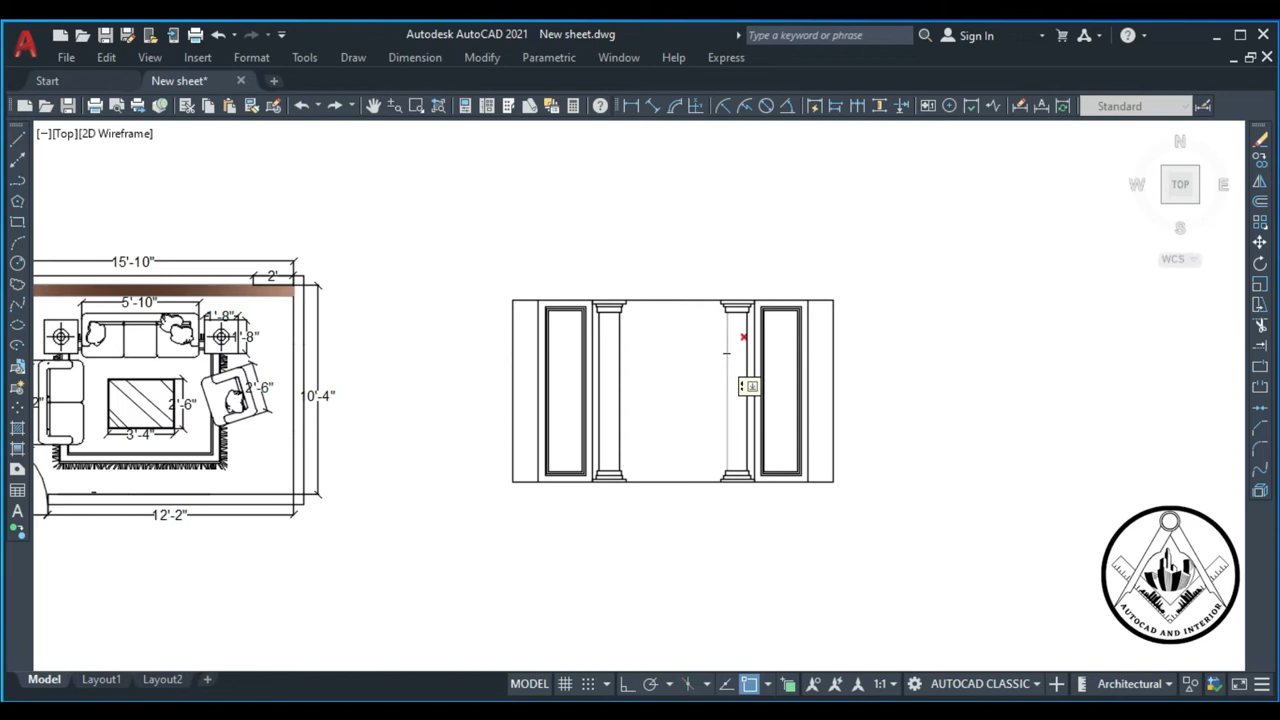 Autodesk AutoCAD 2021 New sheet.dwg
Type a keyword or phrase
Sign In
File Edit View Insert Format Tools Draw Dimension Modify Parametric Window Help Express
Start
New sheet*
Standard
[−][Top][2D Wireframe]
N
W
TOP
E
S
WCS
15'-10"
2'
5'-10"
1'-8"
1'-8"
2'-6"
2'-6"
10'-4"
3'-4"
12'-2"
AUTOCAD AND INTERIOR
Model Layout1 Layout2
MODEL
1:1
AUTOCAD CLASSIC
Architectural